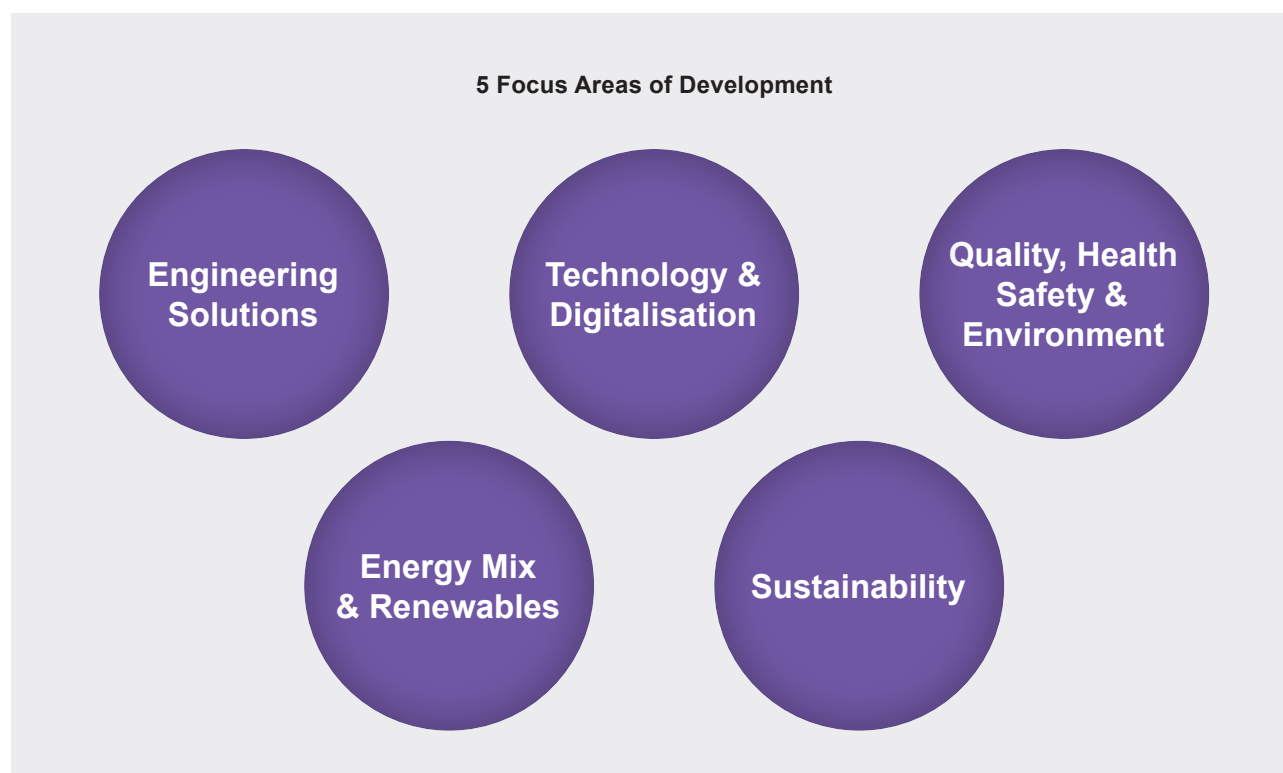 5 Focus Areas of Development
Engineering
Solutions
Technology &
Digitalisation
Quality, Health
Safety &
Environment
Energy Mix
& Renewables
Sustainability